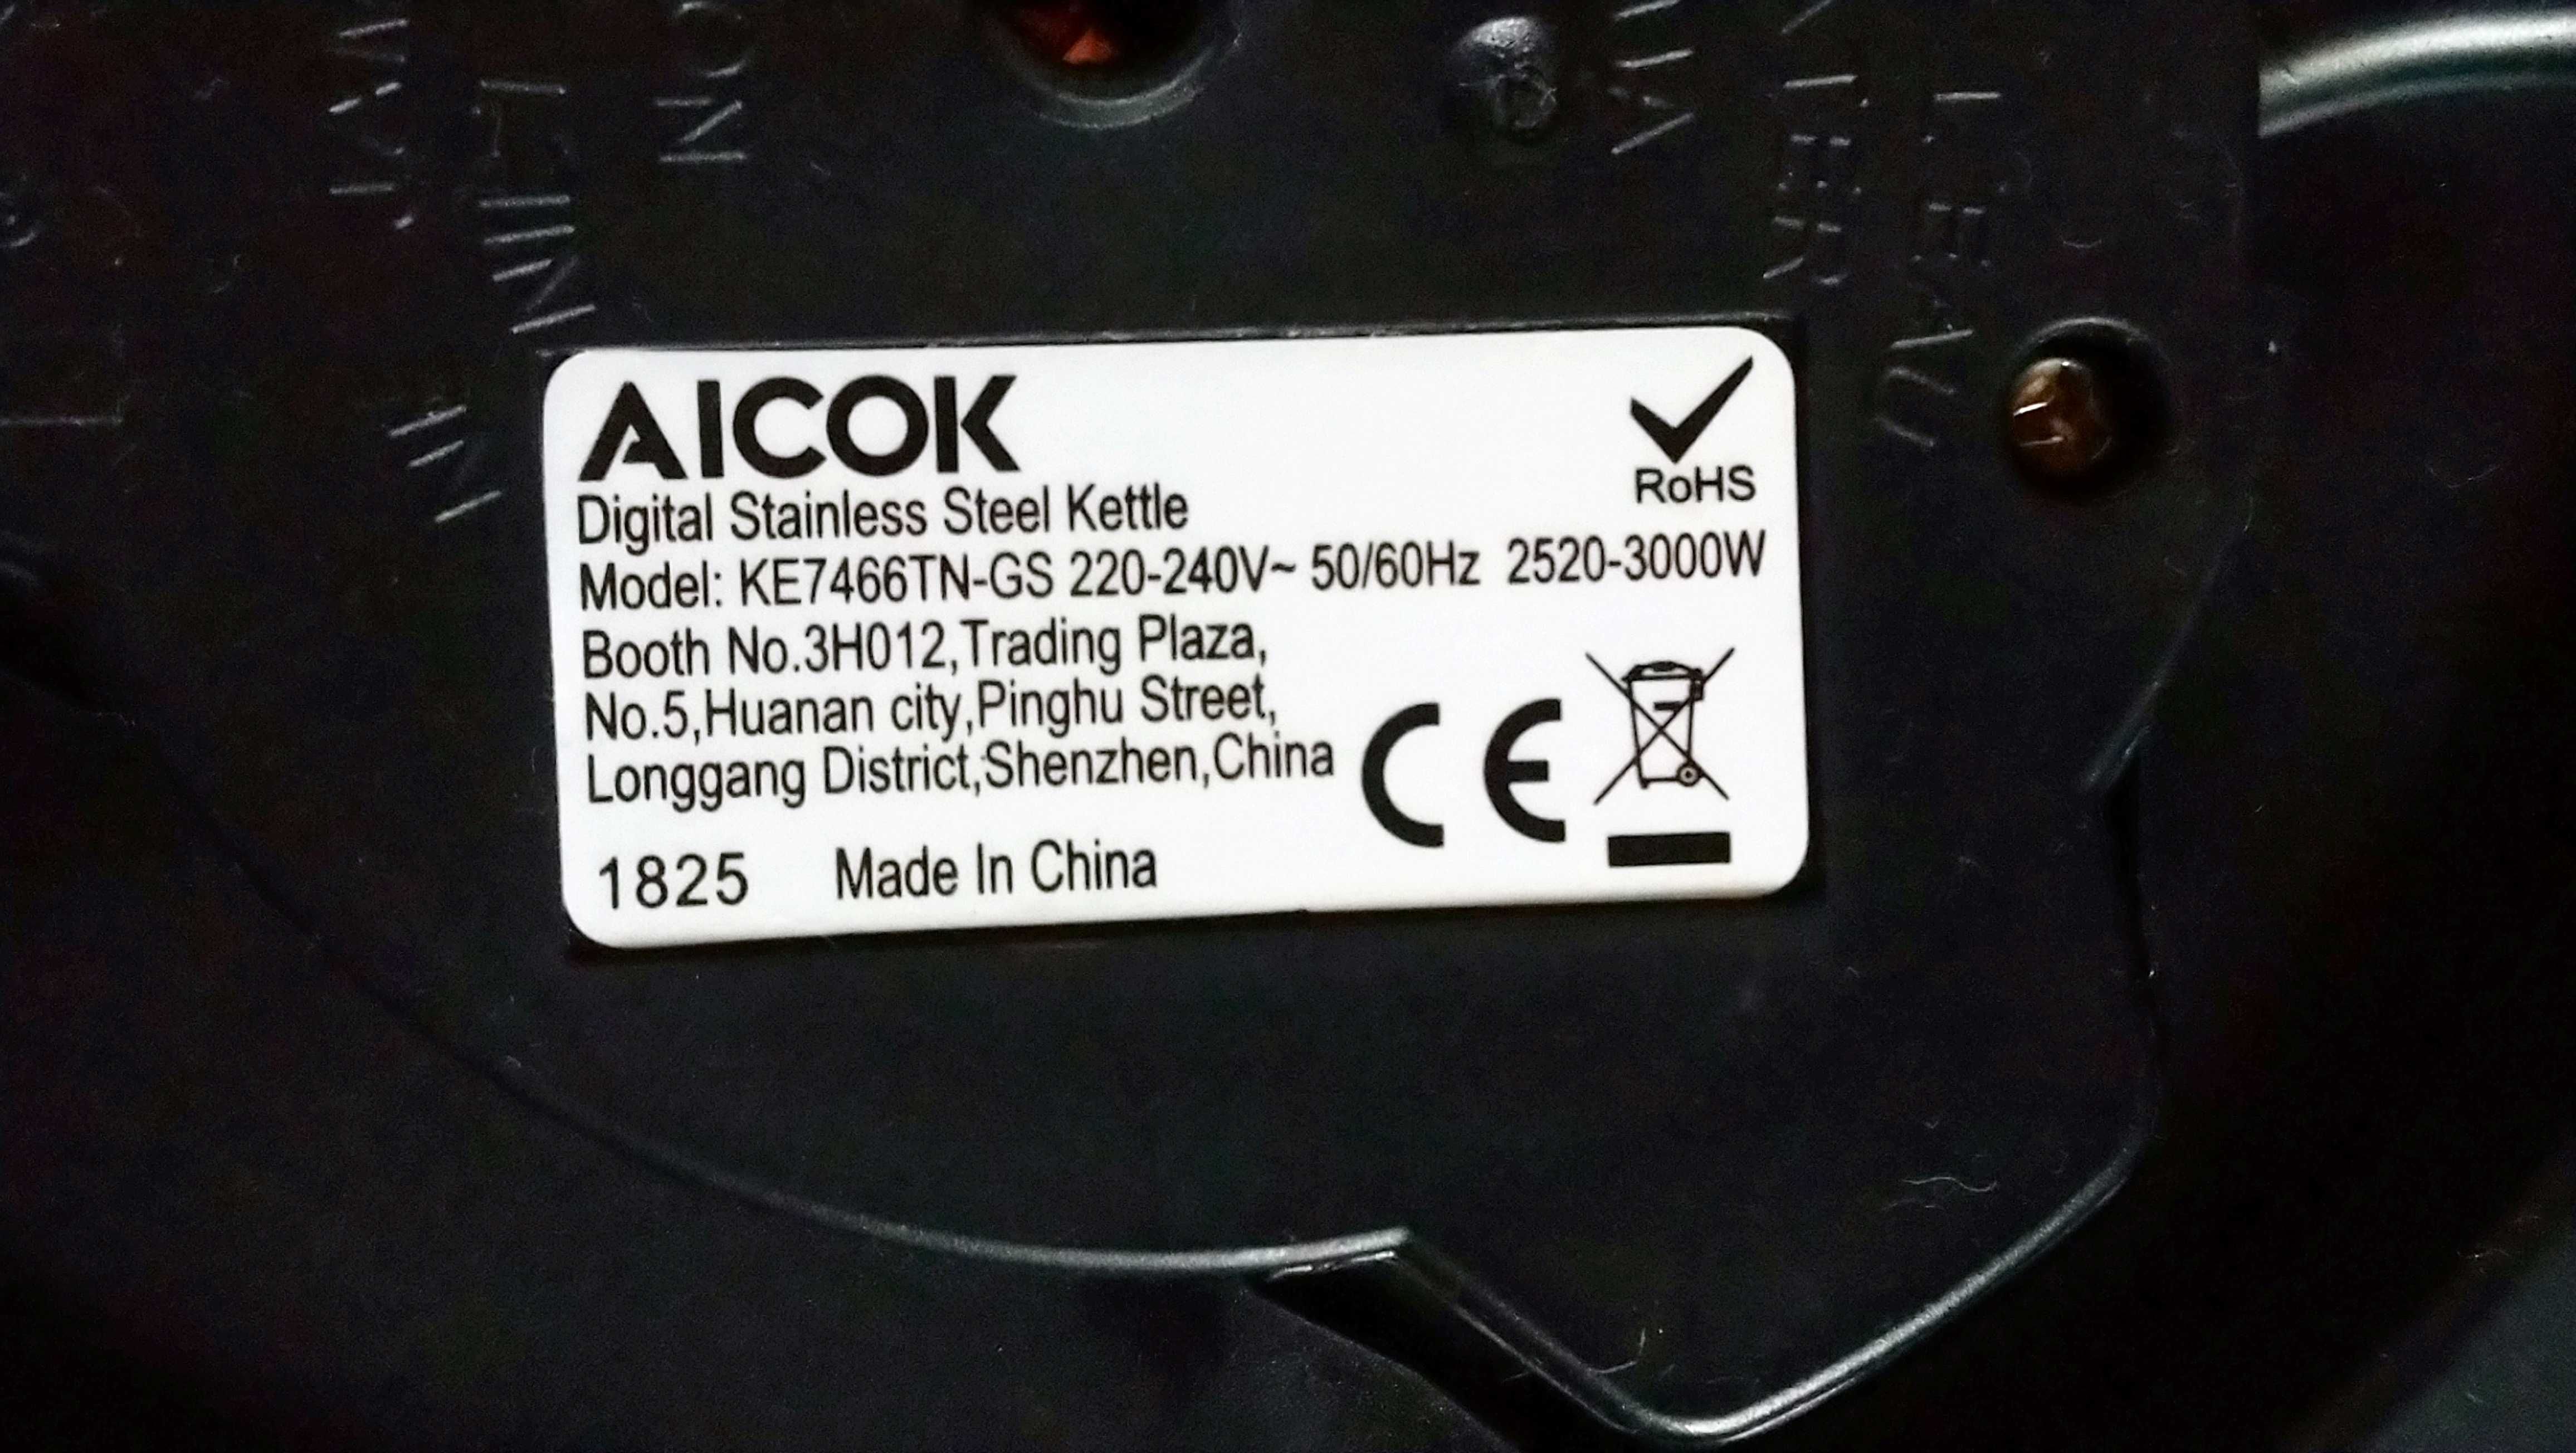 AICOK
RoHS
Digital Stainless Steel Kettle
Model: KE7466TN-GS 220-240V~ 50/60Hz 2520-3000W
Booth No.3H012,Trading Plaza,
No.5,Huanan city,Pinghu Street,
Longgang District,Shenzhen,China
CE
1825 Made In China